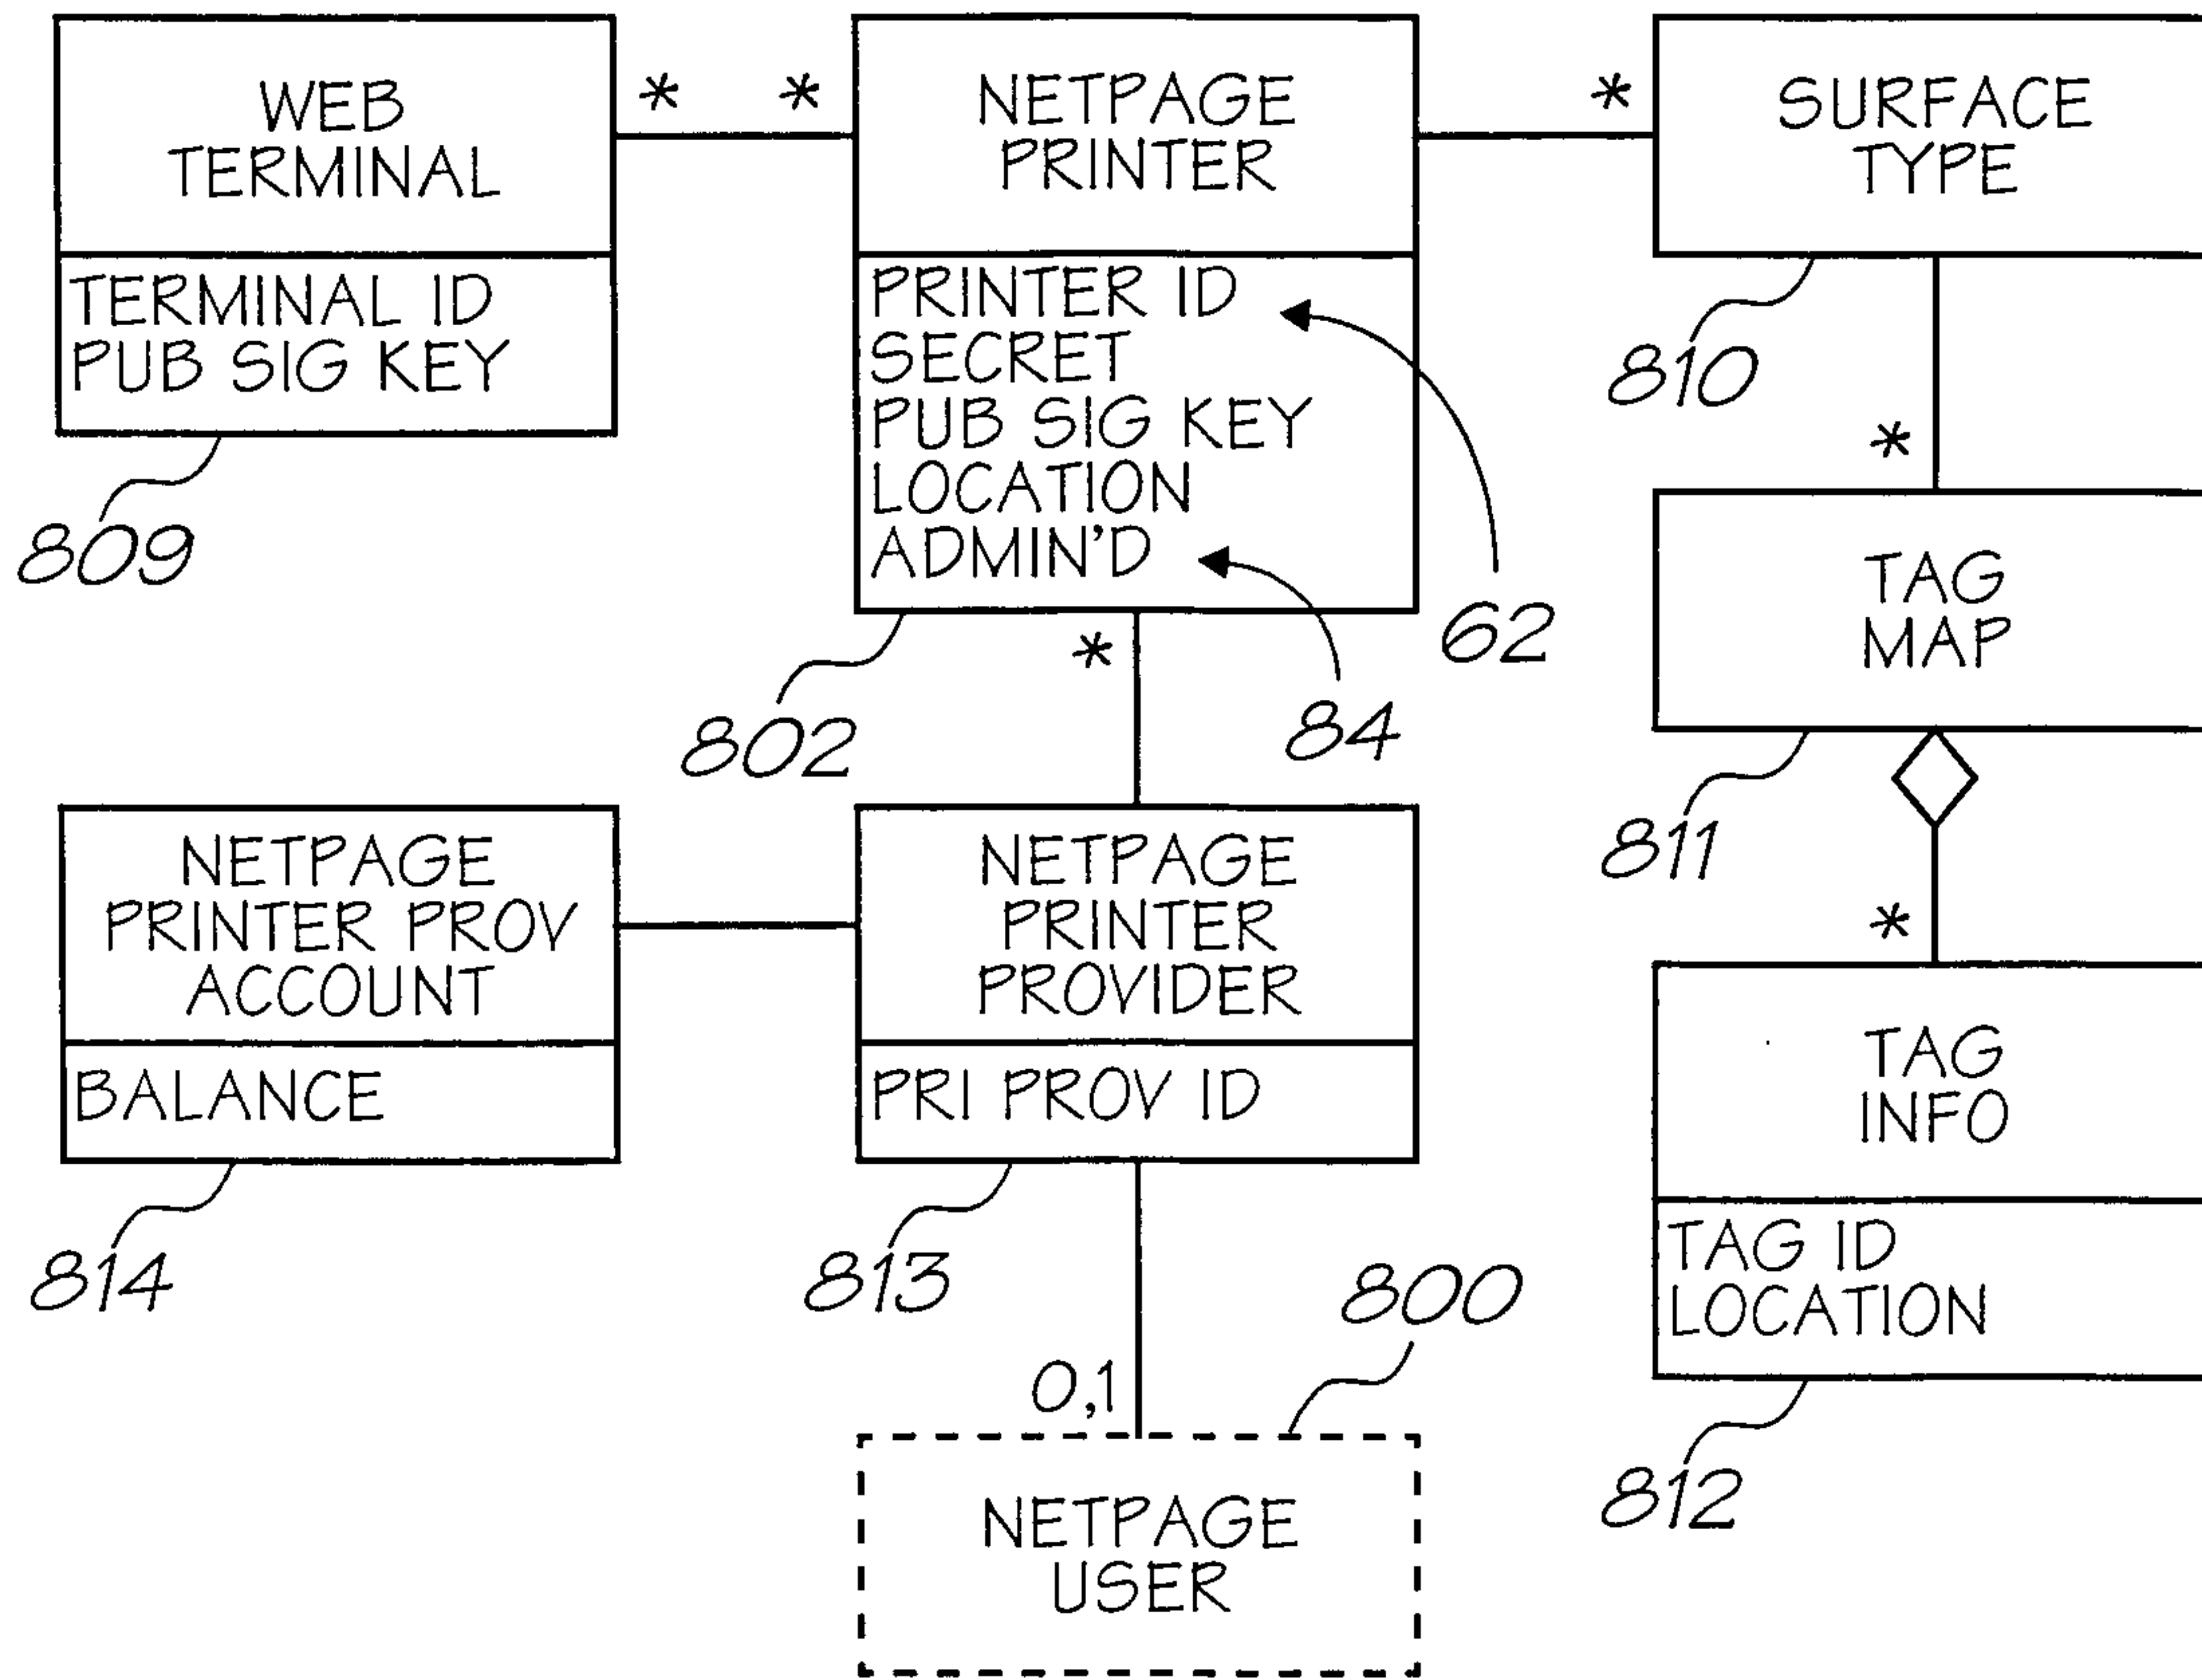 WEB
TERMINAL
TERMINAL ID
PUB SIG KEY
809
*
*
NETPAGE
PRINTER
PRINTER ID
SECRET
PUB SIG KEY
LOCATION
ADMIN'D
62
84
802
*
*
SURFACE
TYPE
810
*
TAG
MAP
811
*
TAG
INFO
TAG ID
LOCATION
812
NETPAGE
PRINTER PROV
ACCOUNT
BALANCE
814
NETPAGE
PRINTER
PROVIDER
PRI PROV ID
813
800
0,1
NETPAGE
USER